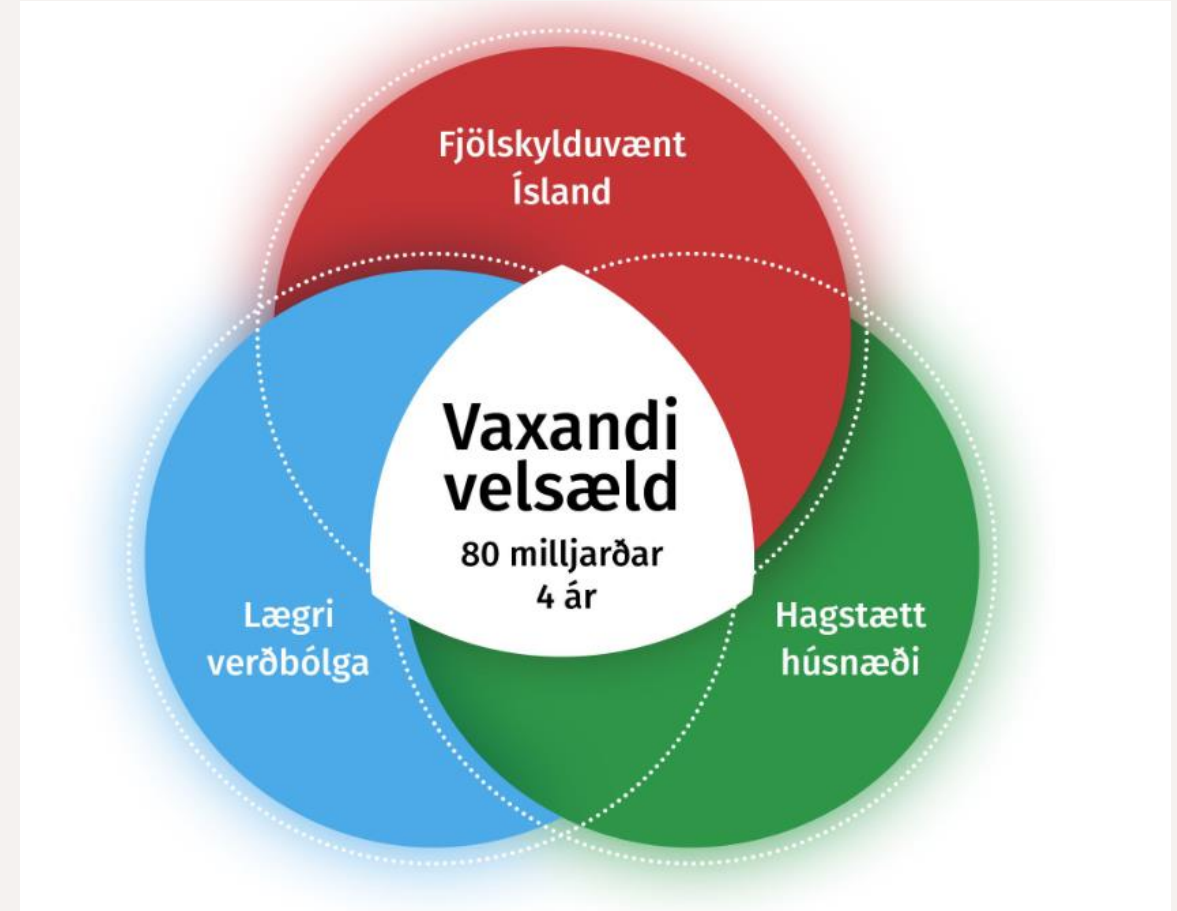 Fjölskylduvænt
Ísland
Vaxandi
velsæld
80 milljarðar
4 ár
Lægri
verðbólga
Hagstætt
húsnæði